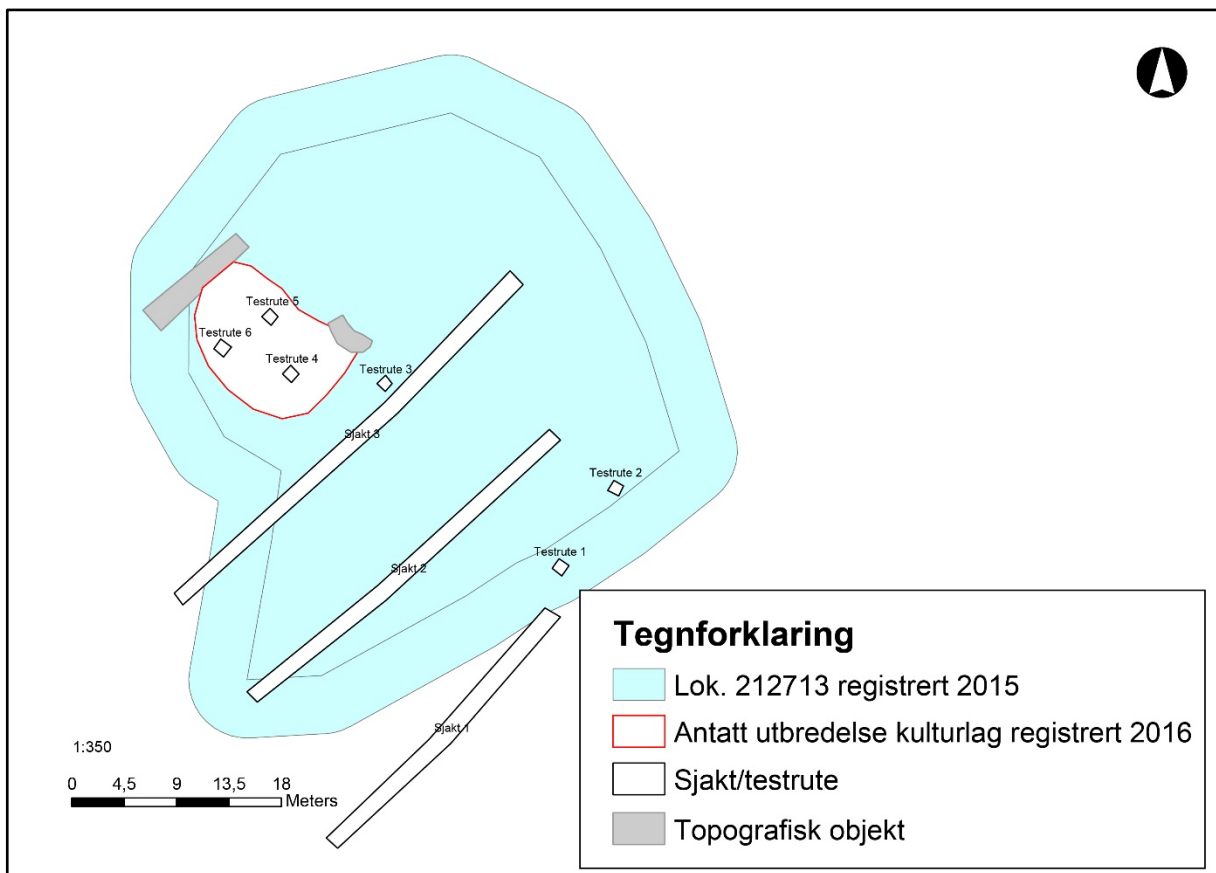 Testrute 5
Testrute 6
Testrute 4
Testrute 3
Sjakt 3
Testrute 2
Testrute 1
Sjakt 2
Sjakt 1
1:350
0 4,5 9 13,5 18
Meters
Tegnforklaring
Lok. 212713 registrert 2015
Antatt utbredelse kulturlag registrert 2016
Sjakt/testrute
Topografisk objekt